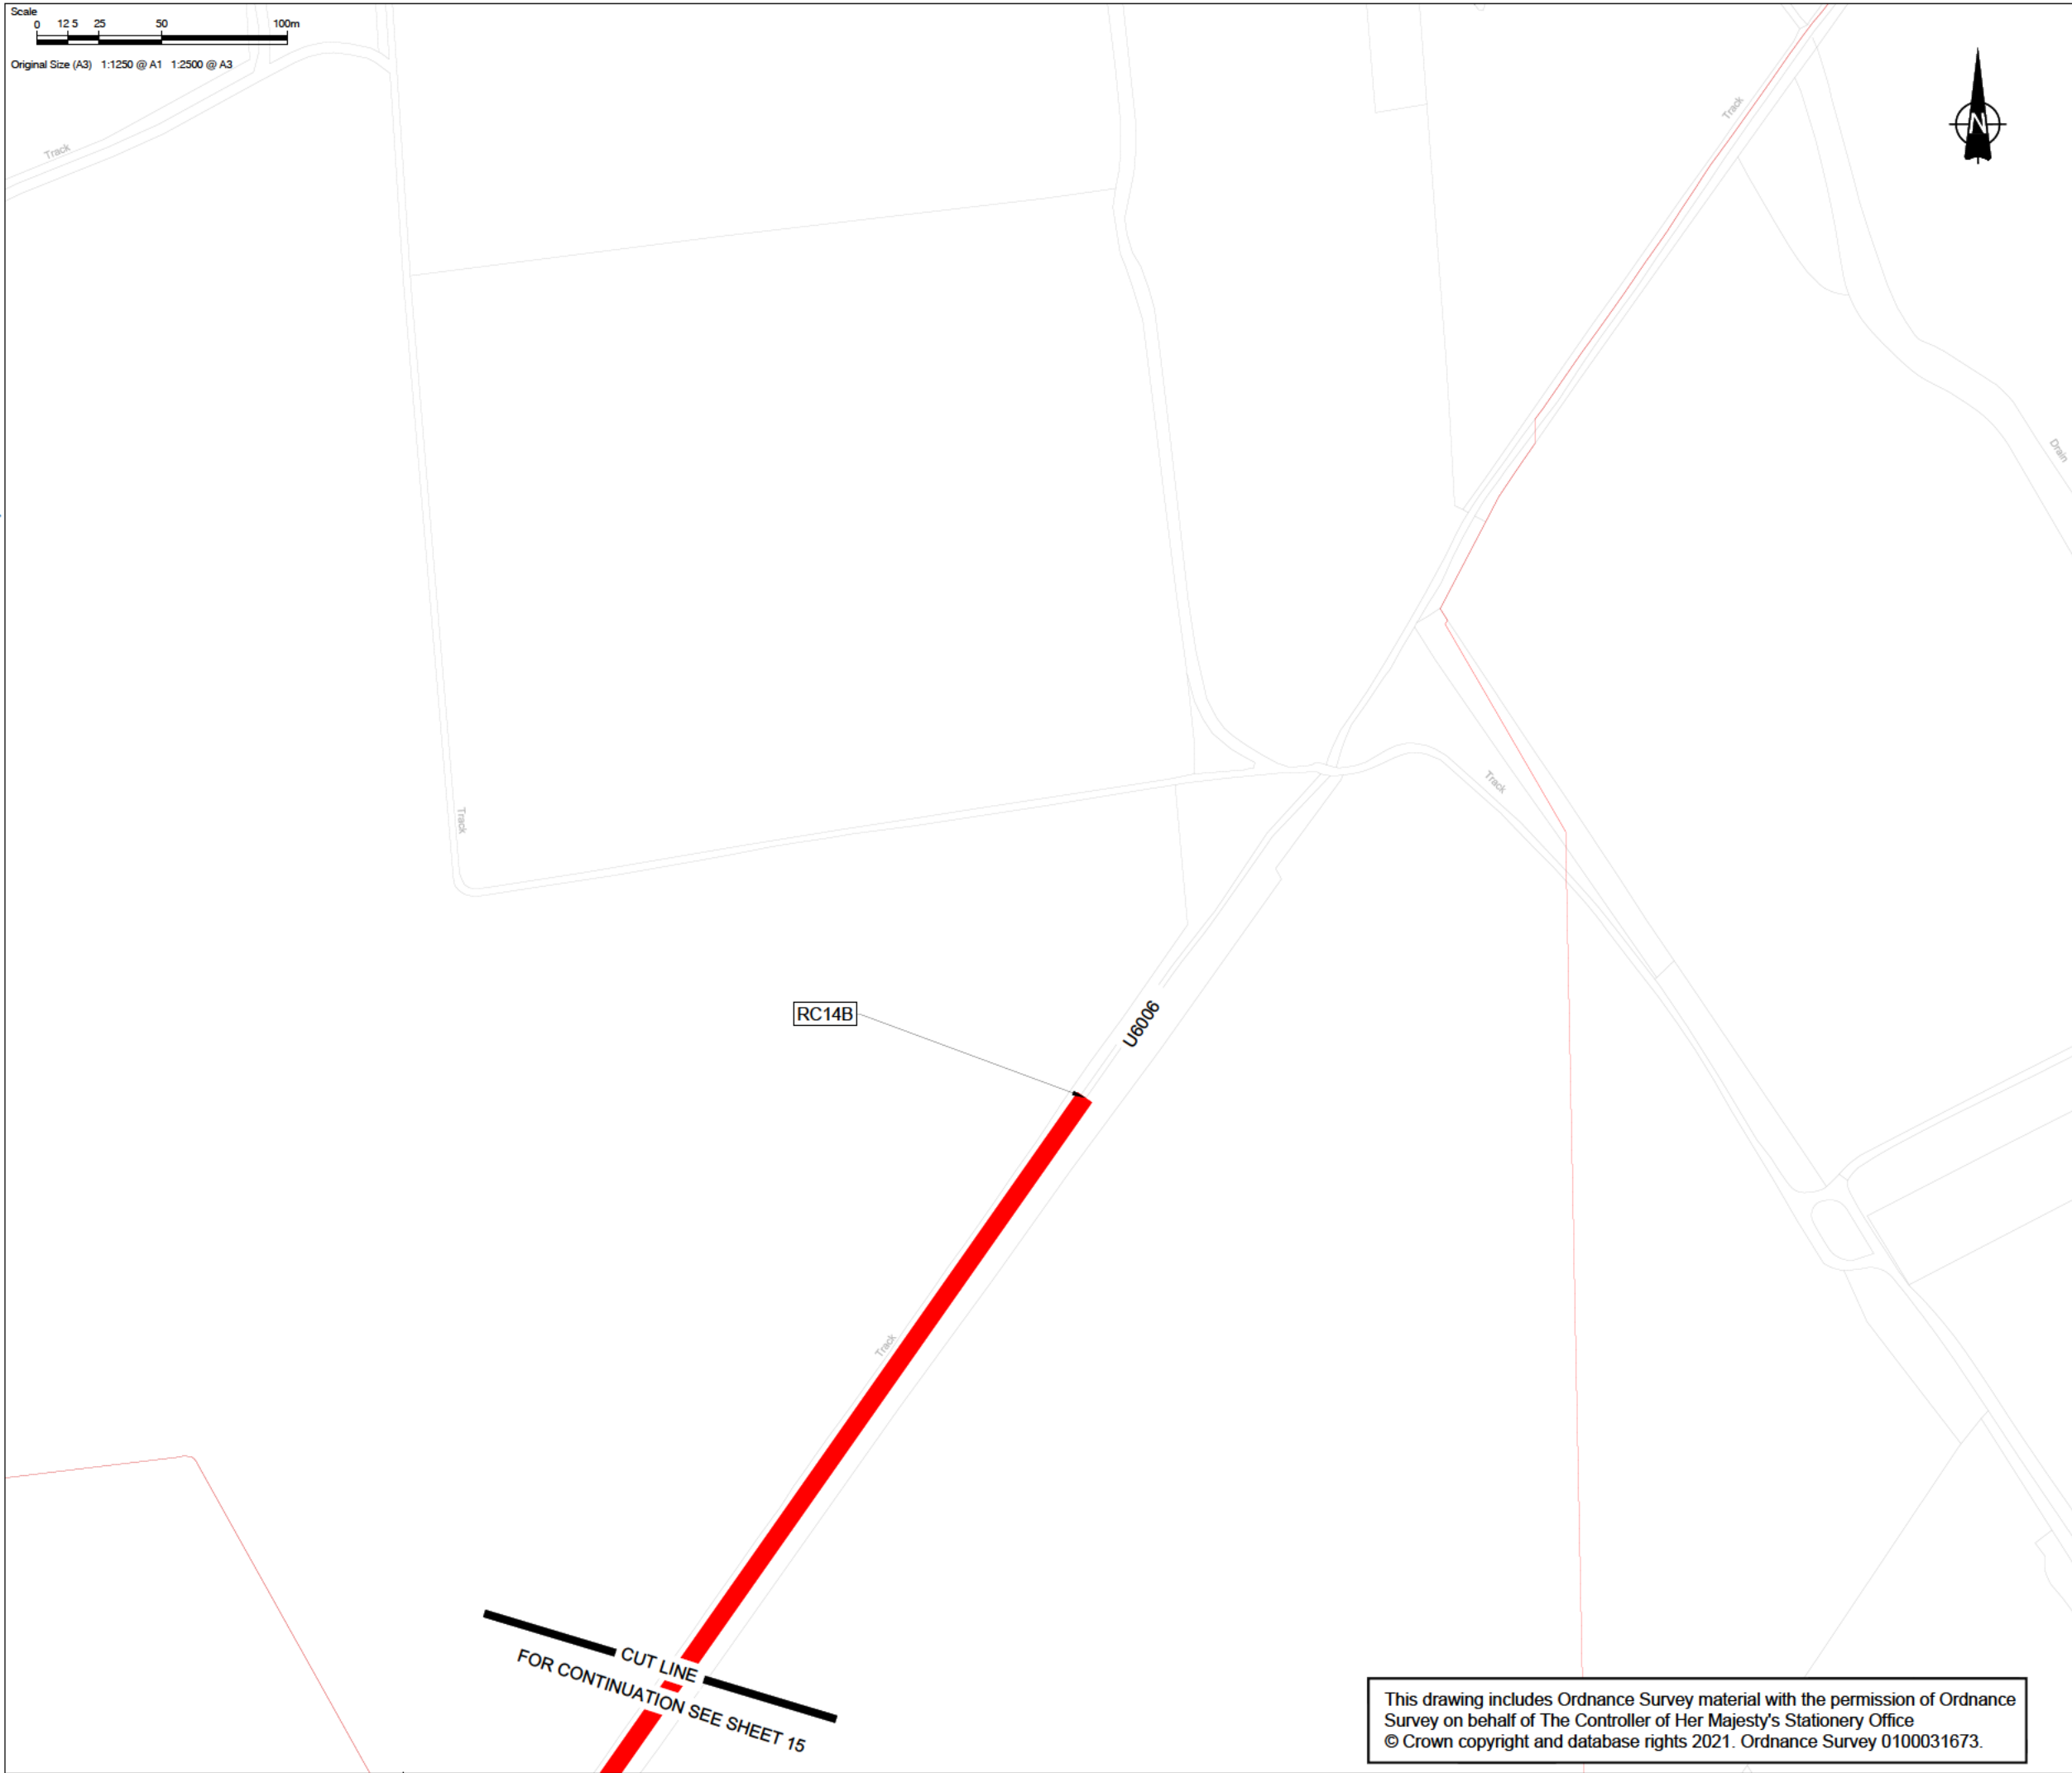 Scale
0 12 5 25 50 100m
Original Size (A3) 1:1250 @ A1 1:2500 @ A3
N
Track
Track
Drain
Track
Track
RC14B
U6006
Track
CUT LINE
FOR CONTINUATION SEE SHEET 15
This drawing includes Ordnance Survey material with the permission of Ordnance
Survey on behalf of The Controller of Her Majesty's Stationery Office
© Crown copyright and database rights 2021. Ordnance Survey 0100031673.